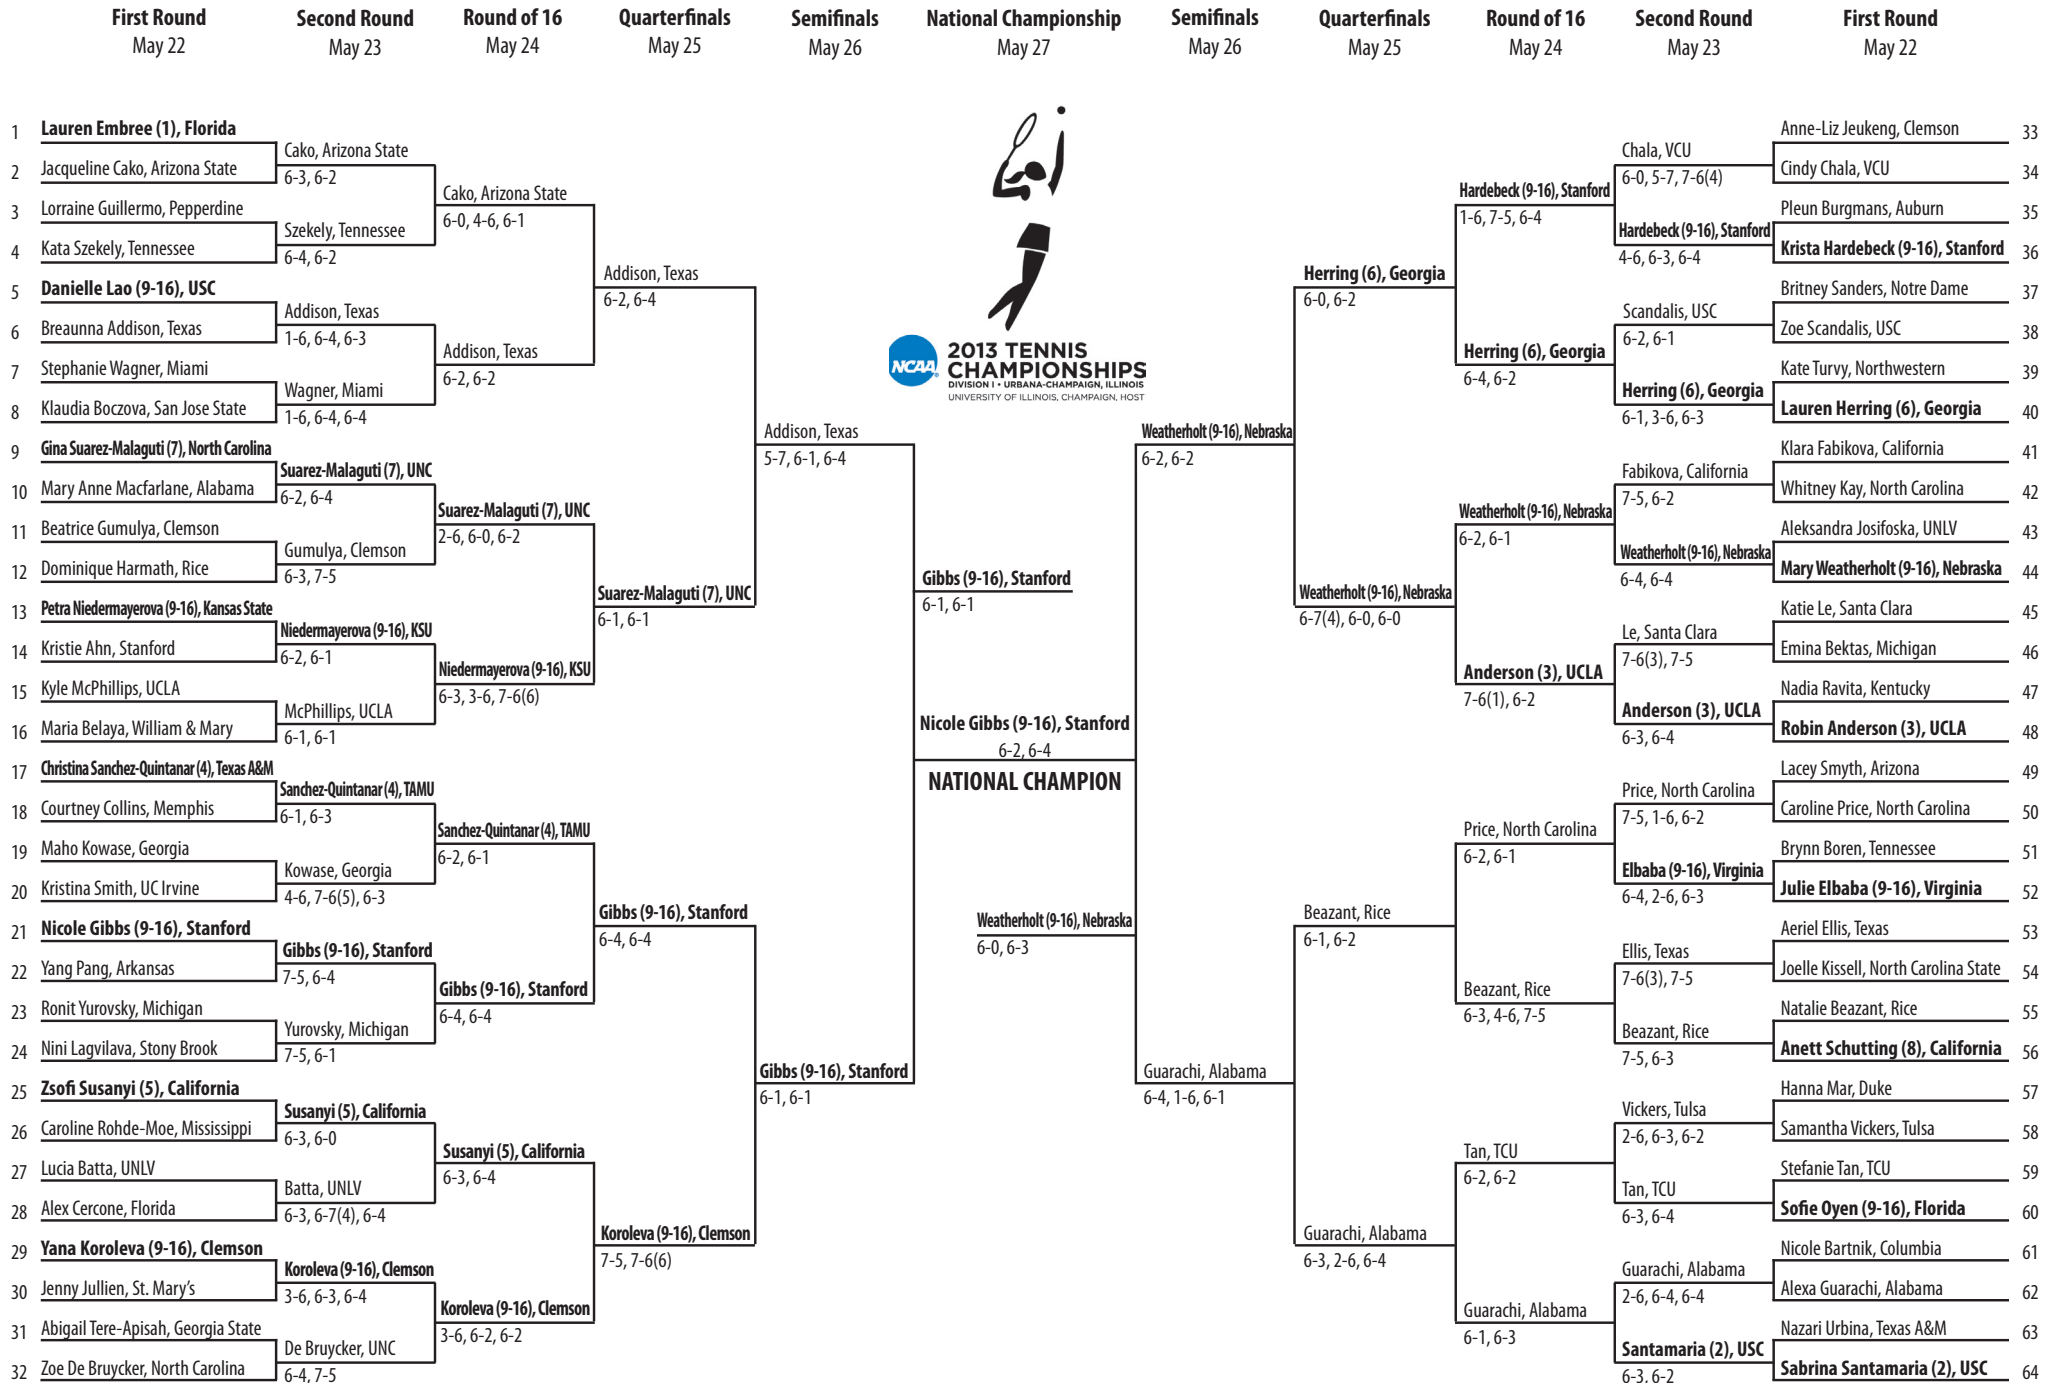 First Round
May 22
Second Round
May 23
Round of 16
May 24
Quarterfinals
May 25
Semifinals
May 26
National Championship
May 27
Semifinals
May 26
Quarterfinals
May 25
Round of 16
May 24
Second Round
May 23
First Round
May 22
1 Lauren Embree (1), Florida
2 Jacqueline Cako, Arizona State
3 Lorraine Guillermo, Pepperdine
4 Kata Szekely, Tennessee
5 Danielle Lao (9-16), USC
6 Breaunna Addison, Texas
7 Stephanie Wagner, Miami
8 Klaudia Boczova, San Jose State
9 Gina Suarez-Malaguti (7), North Carolina
10 Mary Anne Macfarlane, Alabama
11 Beatrice Gumulya, Clemson
12 Dominique Harmath, Rice
13 Petra Niedermayerova (9-16), Kansas State
14 Kristie Ahn, Stanford
15 Kyle McPhillips, UCLA
16 Maria Belaya, William & Mary
17 Christina Sanchez-Quintanar (4), Texas A&M
18 Courtney Collins, Memphis
19 Maho Kowase, Georgia
20 Kristina Smith, UC Irvine
21 Nicole Gibbs (9-16), Stanford
22 Yang Pang, Arkansas
23 Ronit Yurovsky, Michigan
24 Nini Lagvilava, Stony Brook
25 Zsofi Susanyi (5), California
26 Caroline Rohde-Moe, Mississippi
27 Lucia Batta, UNLV
28 Alex Cercone, Florida
29 Yana Koroleva (9-16), Clemson
30 Jenny Jullien, St. Mary's
31 Abigail Tere-Apisah, Georgia State
32 Zoe De Bruycker, North Carolina
Cako, Arizona State
6-3, 6-2
Szekely, Tennessee
6-4, 6-2
Addison, Texas
1-6, 6-4, 6-3
Wagner, Miami
1-6, 6-4, 6-4
Suarez-Malaguti (7), UNC
6-2, 6-4
Gumulya, Clemson
6-3, 7-5
Niedermayerova (9-16), KSU
6-2, 6-1
McPhillips, UCLA
6-1, 6-1
Sanchez-Quintanar (4), TAMU
6-1, 6-3
Kowase, Georgia
4-6, 7-6(5), 6-3
Gibbs (9-16), Stanford
7-5, 6-4
Yurovsky, Michigan
7-5, 6-1
Susanyi (5), California
6-3, 6-0
Batta, UNLV
6-3, 6-7(4), 6-4
Koroleva (9-16), Clemson
3-6, 6-3, 6-4
De Bruycker, UNC
6-4, 7-5
Cako, Arizona State
6-0, 4-6, 6-1
Addison, Texas
6-2, 6-2
Suarez-Malaguti (7), UNC
2-6, 6-0, 6-2
Niedermayerova (9-16), KSU
6-3, 3-6, 7-6(6)
Sanchez-Quintanar (4), TAMU
6-2, 6-1
Gibbs (9-16), Stanford
6-4, 6-4
Susanyi (5), California
6-3, 6-4
Koroleva (9-16), Clemson
3-6, 6-2, 6-2
Addison, Texas
6-2, 6-4
Suarez-Malaguti (7), UNC
6-1, 6-1
Gibbs (9-16), Stanford
6-4, 6-4
Koroleva (9-16), Clemson
7-5, 7-6(6)
Addison, Texas
5-7, 6-1, 6-4
Gibbs (9-16), Stanford
6-1, 6-1
NCAA
2013 TENNIS
CHAMPIONSHIPS
DIVISION I • URBANA-CHAMPAIGN, ILLINOIS
UNIVERSITY OF ILLINOIS, CHAMPAIGN, HOST
Gibbs (9-16), Stanford
6-1, 6-1
Nicole Gibbs (9-16), Stanford
6-2, 6-4
NATIONAL CHAMPION
Weatherholt (9-16), Nebraska
6-0, 6-3
Weatherholt (9-16), Nebraska
6-2, 6-2
Guarachi, Alabama
6-4, 1-6, 6-1
Herring (6), Georgia
6-0, 6-2
Weatherholt (9-16), Nebraska
6-7(4), 6-0, 6-0
Beazant, Rice
6-1, 6-2
Guarachi, Alabama
6-3, 2-6, 6-4
Hardebeck (9-16), Stanford
1-6, 7-5, 6-4
Herring (6), Georgia
6-4, 6-2
Weatherholt (9-16), Nebraska
6-2, 6-1
Anderson (3), UCLA
7-6(1), 6-2
Price, North Carolina
6-2, 6-1
Beazant, Rice
6-3, 4-6, 7-5
Tan, TCU
6-2, 6-2
Guarachi, Alabama
6-1, 6-3
Chala, VCU
6-0, 5-7, 7-6(4)
Hardebeck (9-16), Stanford
4-6, 6-3, 6-4
Scandalis, USC
6-2, 6-1
Herring (6), Georgia
6-1, 3-6, 6-3
Fabikova, California
7-5, 6-2
Weatherholt (9-16), Nebraska
6-4, 6-4
Le, Santa Clara
7-6(3), 7-5
Anderson (3), UCLA
6-3, 6-4
Price, North Carolina
7-5, 1-6, 6-2
Elbaba (9-16), Virginia
6-4, 2-6, 6-3
Ellis, Texas
7-6(3), 7-5
Beazant, Rice
7-5, 6-3
Vickers, Tulsa
2-6, 6-3, 6-2
Tan, TCU
6-3, 6-4
Guarachi, Alabama
2-6, 6-4, 6-4
Santamaria (2), USC
6-3, 6-2
Anne-Liz Jeukeng, Clemson 33
Cindy Chala, VCU 34
Pleun Burgmans, Auburn 35
Krista Hardebeck (9-16), Stanford 36
Britney Sanders, Notre Dame 37
Zoe Scandalis, USC 38
Kate Turvy, Northwestern 39
Lauren Herring (6), Georgia 40
Klara Fabikova, California 41
Whitney Kay, North Carolina 42
Aleksandra Josifoska, UNLV 43
Mary Weatherholt (9-16), Nebraska 44
Katie Le, Santa Clara 45
Emina Bektas, Michigan 46
Nadia Ravita, Kentucky 47
Robin Anderson (3), UCLA 48
Lacey Smyth, Arizona 49
Caroline Price, North Carolina 50
Brynn Boren, Tennessee 51
Julie Elbaba (9-16), Virginia 52
Aeriel Ellis, Texas 53
Joelle Kissell, North Carolina State 54
Natalie Beazant, Rice 55
Anett Schutting (8), California 56
Hanna Mar, Duke 57
Samantha Vickers, Tulsa 58
Stefanie Tan, TCU 59
Sofie Oyen (9-16), Florida 60
Nicole Bartnik, Columbia 61
Alexa Guarachi, Alabama 62
Nazari Urbina, Texas A&M 63
Sabrina Santamaria (2), USC 64